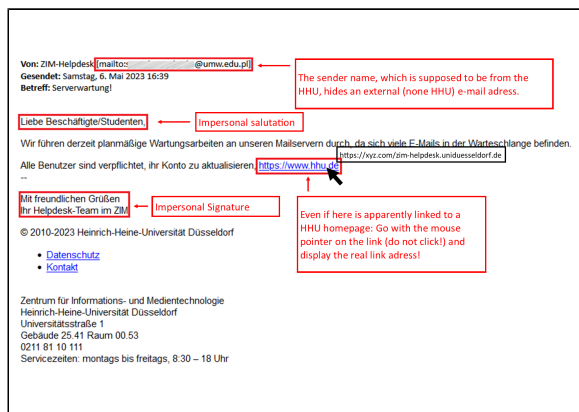 Von: ZIM-Helpdesk [mailto:s @umw.edu.pl]
Gesendet: Samstag, 6. Mai 2023 16:39
Betreff: Serverwartung!
The sender name, which is supposed to be from the
HHU, hides an external (none HHU) e-mail adress.
Liebe Beschäftigte/Studenten,
Impersonal salutation
Wir führen derzeit planmäßige Wartungsarbeiten an unseren Mailservern durch, da sich viele E-Mails in der Warteschlange befinden.
https://xyz.com/zim-helpdesk.uniduesseldorf.de
Alle Benutzer sind verpflichtet, ihr Konto zu aktualisieren, https://www.hhu.de
--
Mit freundlichen Grüßen
Ihr Helpdesk-Team im ZIM
Impersonal Signature
Even if here is apparently linked to a
HHU homepage: Go with the mouse
pointer on the link (do not click!) and
display the real link adress!
© 2010-2023 Heinrich-Heine-Universität Düsseldorf
• Datenschutz
• Kontakt
Zentrum für Informations- und Medientechnologie
Heinrich-Heine-Universität Düsseldorf
Universitätsstraße 1
Gebäude 25.41 Raum 00.53
0211 81 10 111
Servicezeiten: montags bis freitags, 8:30 – 18 Uhr